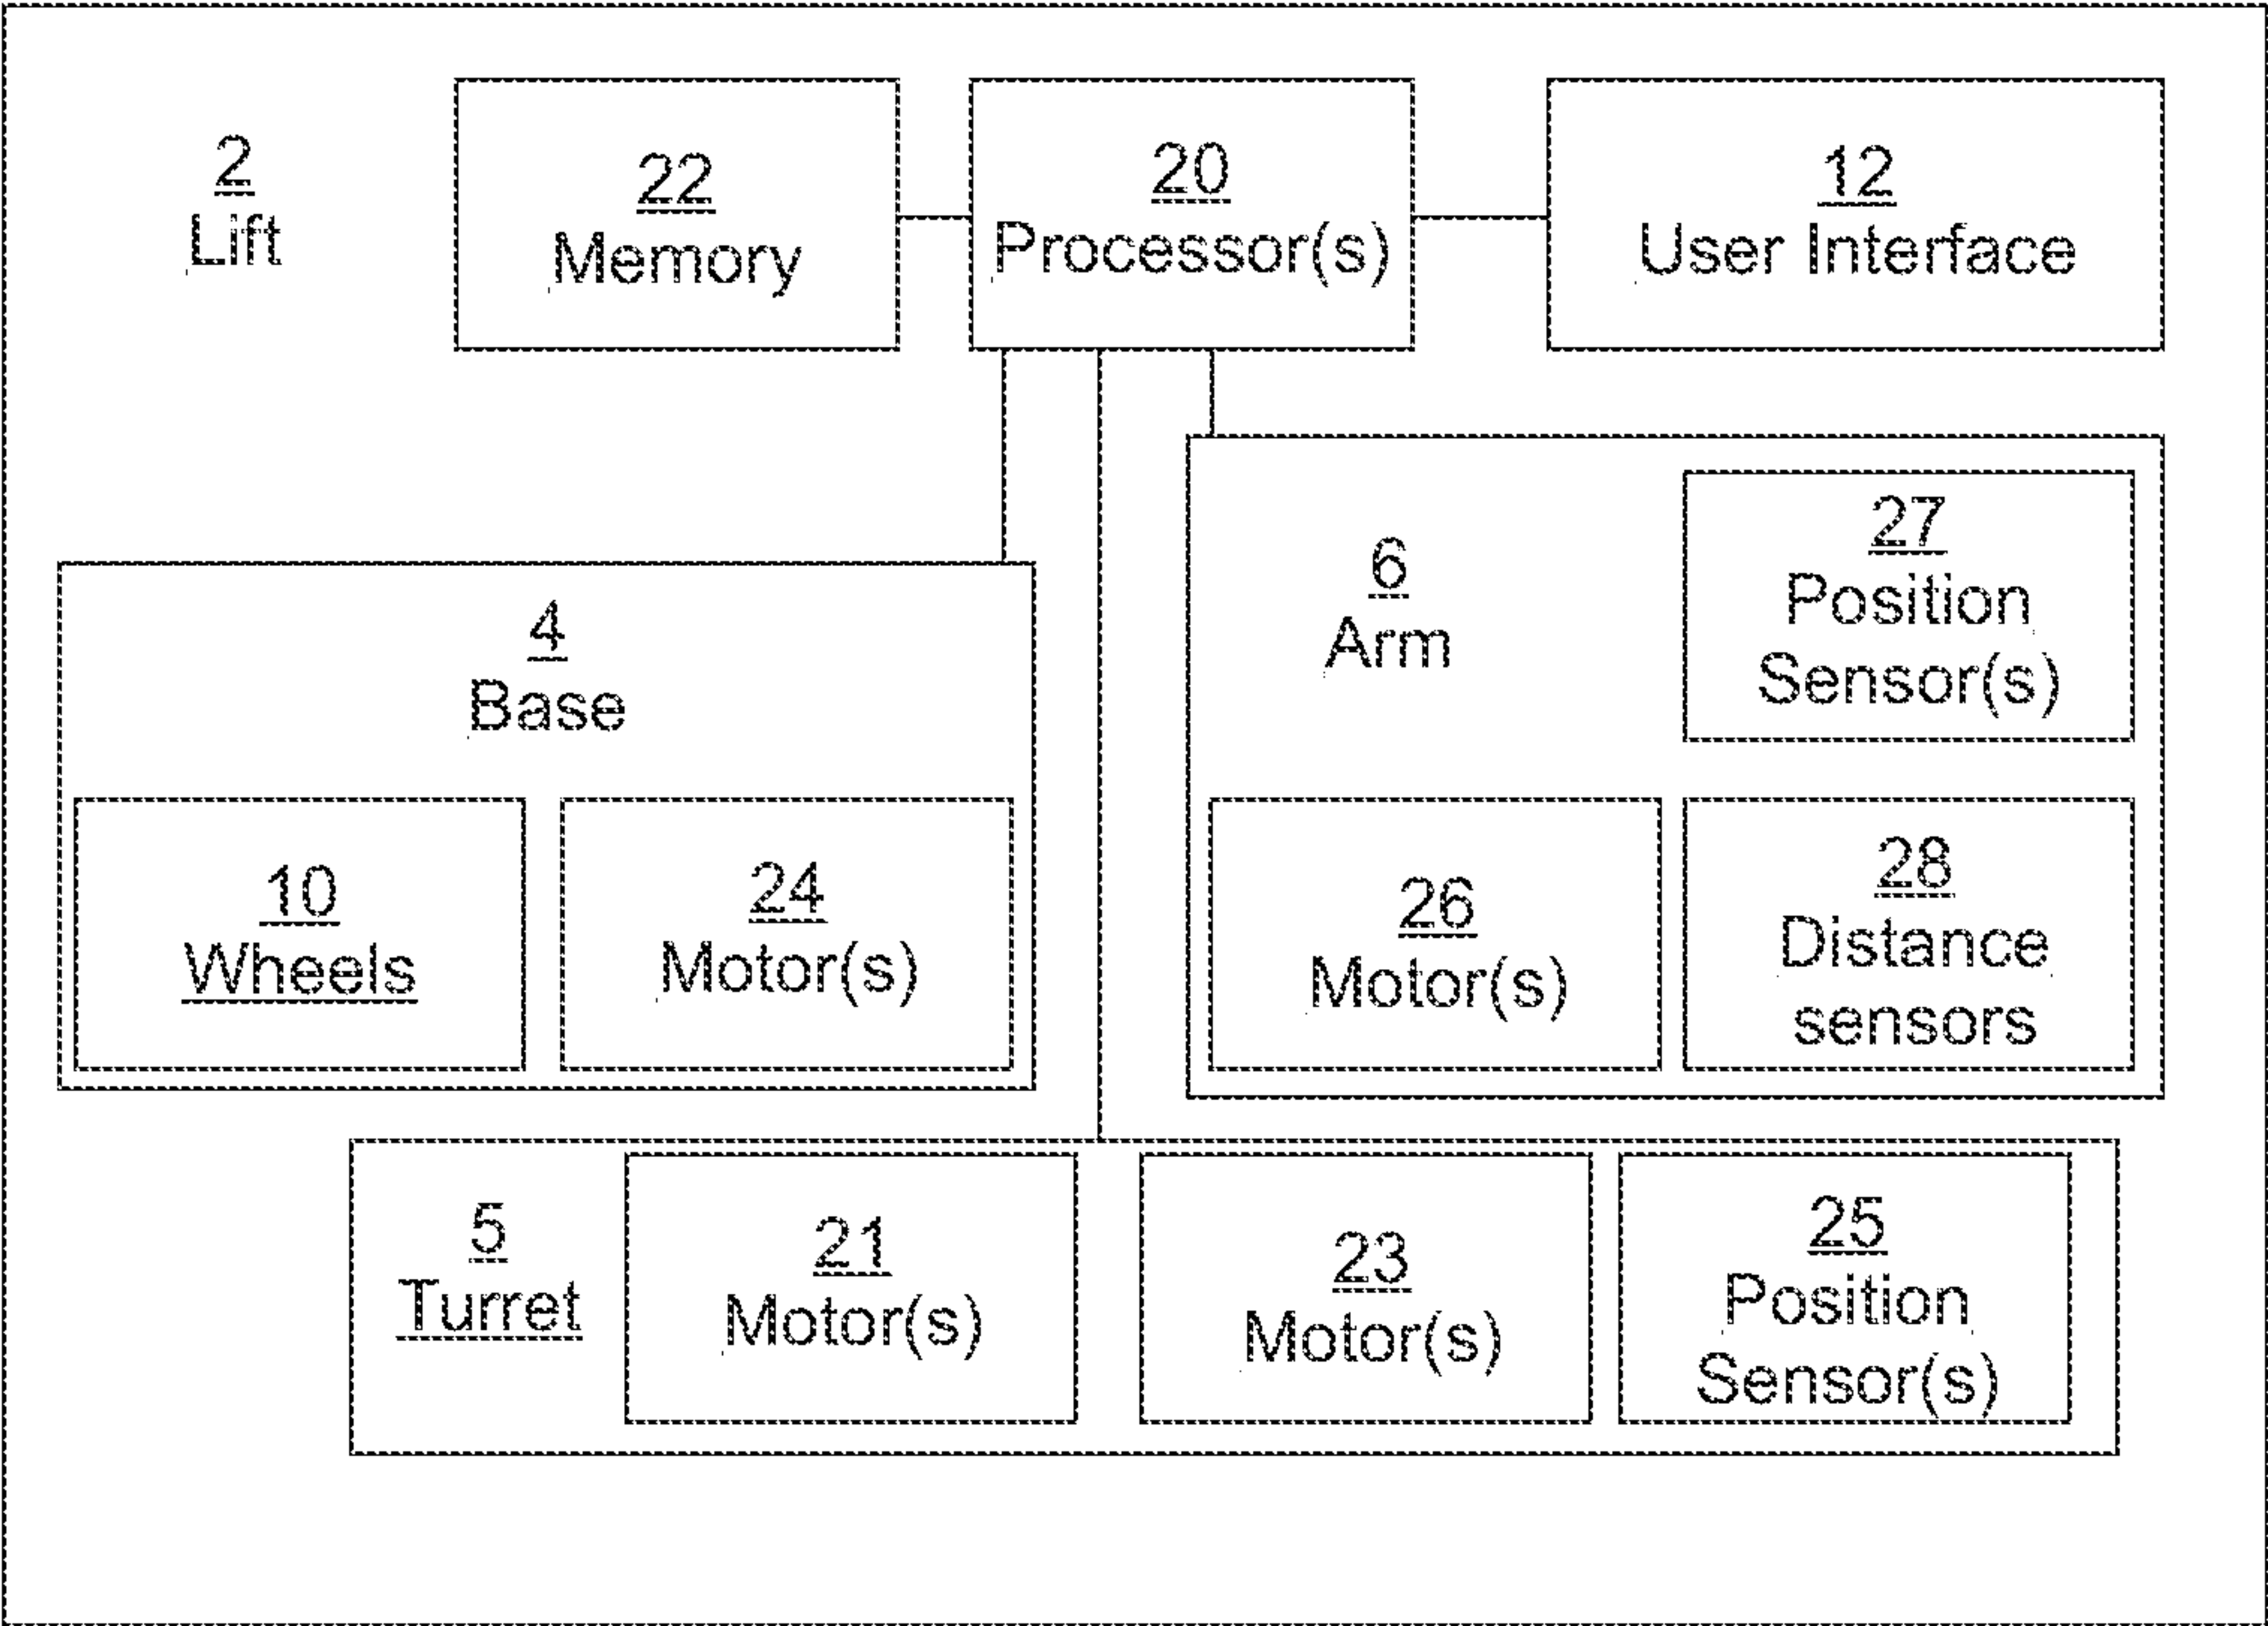 2
Lift
22
Memory
20
Processor(s)
12
User Interface
4
Base
10
Wheels
24
Motor(s)
6
Arm
27
Position
Sensor(s)
26
Motor(s)
28
Distance
sensors
5
Turret
21
Motor(s)
23
Motor(s)
25
Position
Sensor(s)